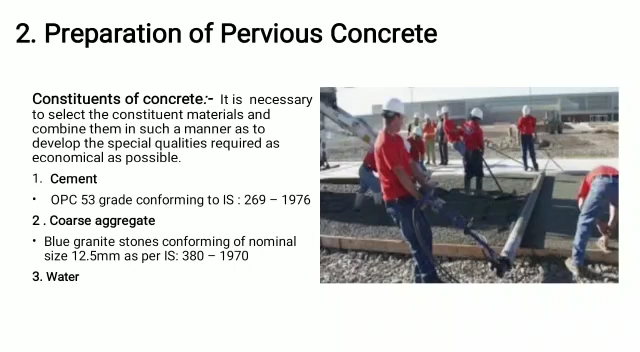 2. Preparation of Pervious Concrete
Constituents of concrete:- It is necessary
to select the constituent materials and
combine them in such a manner as to
develop the special qualities required as
economical as possible.
1. Cement
• OPC 53 grade conforming to IS : 269 – 1976
2 . Coarse aggregate
• Blue granite stones conforming of nominal
size 12.5mm as per IS: 380 – 1970
3. Water